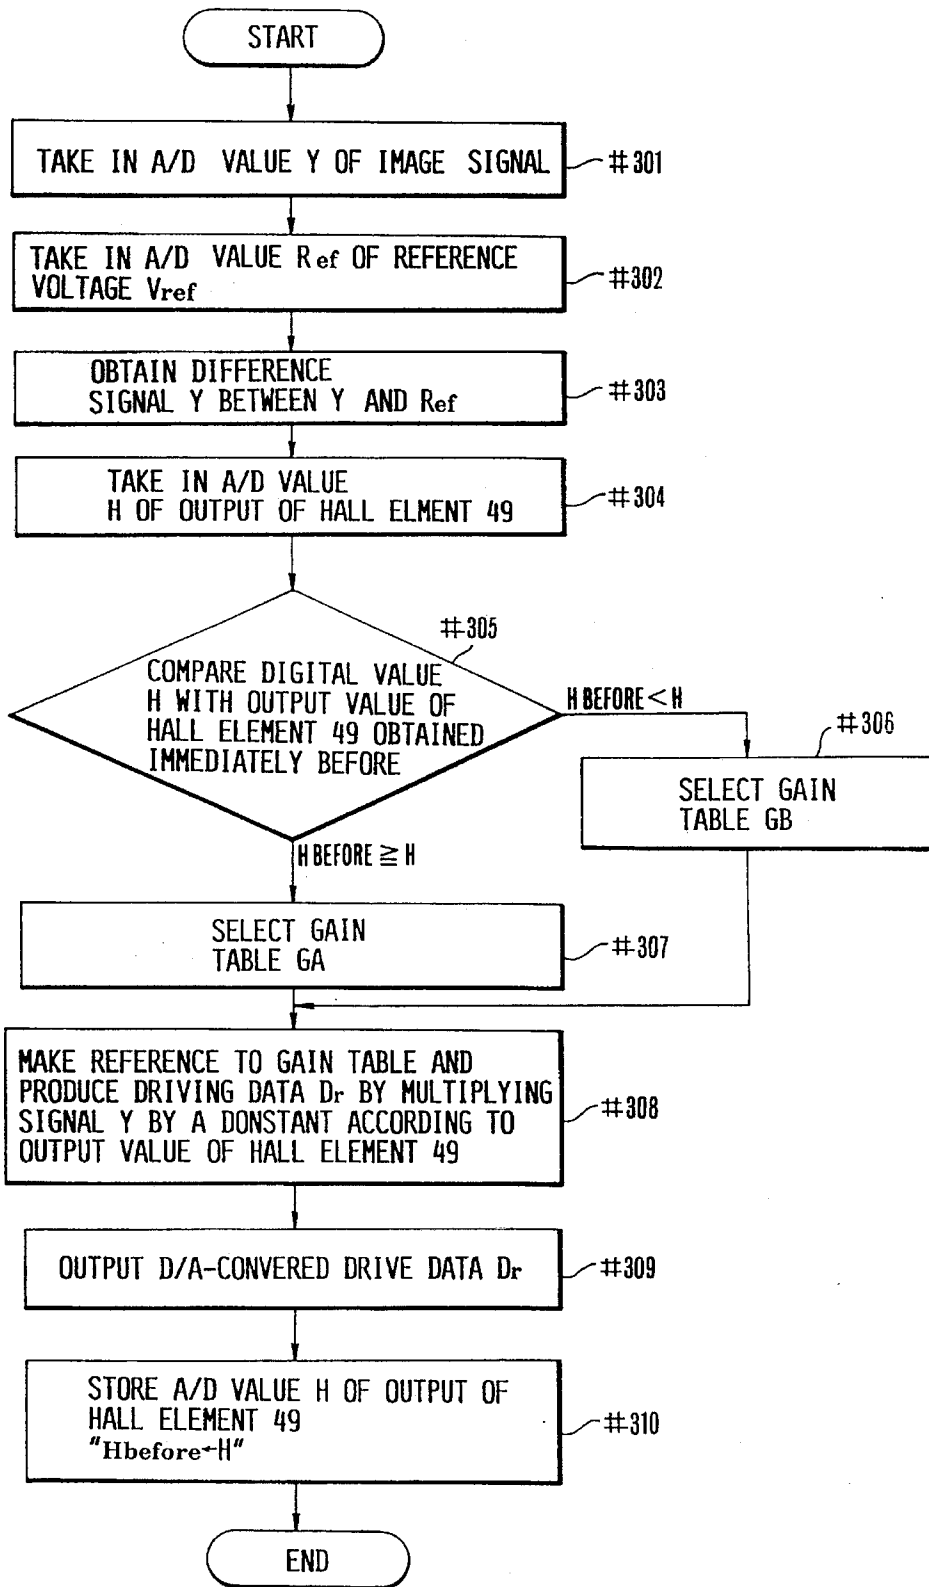 START
TAKE IN A/D VALUE Y OF IMAGE SIGNAL
#301
TAKE IN A/D VALUE Ref OF REFERENCE
VOLTAGE Vref
#302
OBTAIN DIFFERENCE
SIGNAL Y BETWEEN Y AND Ref
#303
TAKE IN A/D VALUE
H OF OUTPUT OF HALL ELMENT 49
#304
#305
COMPARE DIGITAL VALUE
H WITH OUTPUT VALUE OF
HALL ELEMENT 49 OBTAINED
IMMEDIATELY BEFORE
H BEFORE < H
#306
SELECT GAIN
TABLE GB
H BEFORE ≧ H
SELECT GAIN
TABLE GA
#307
MAKE REFERENCE TO GAIN TABLE AND
PRODUCE DRIVING DATA Dr BY MULTIPLYING
SIGNAL Y BY A DONSTANT ACCORDING TO
OUTPUT VALUE OF HALL ELEMENT 49
#308
OUTPUT D/A-CONVERED DRIVE DATA Dr
#309
STORE A/D VALUE H OF OUTPUT OF
HALL ELEMENT 49
"Hbefore←H"
#310
END